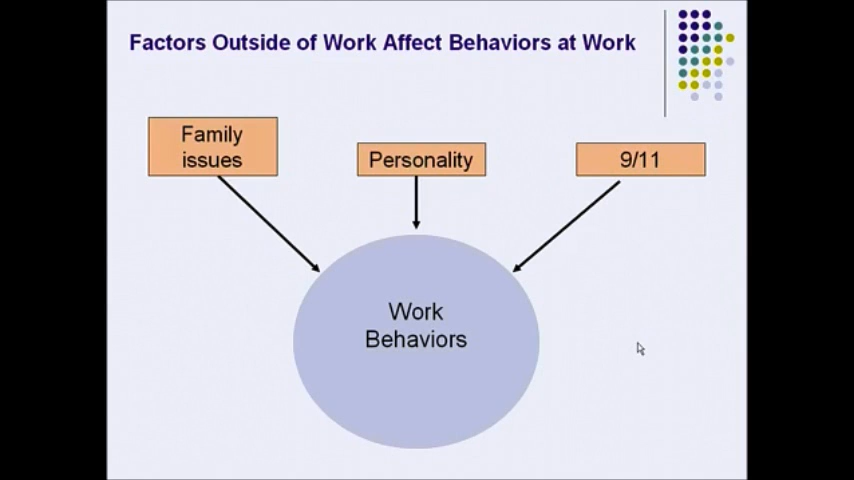 Factors Outside of Work Affect Behaviors at Work
Family
issues
Personality
9/11
Work
Behaviors